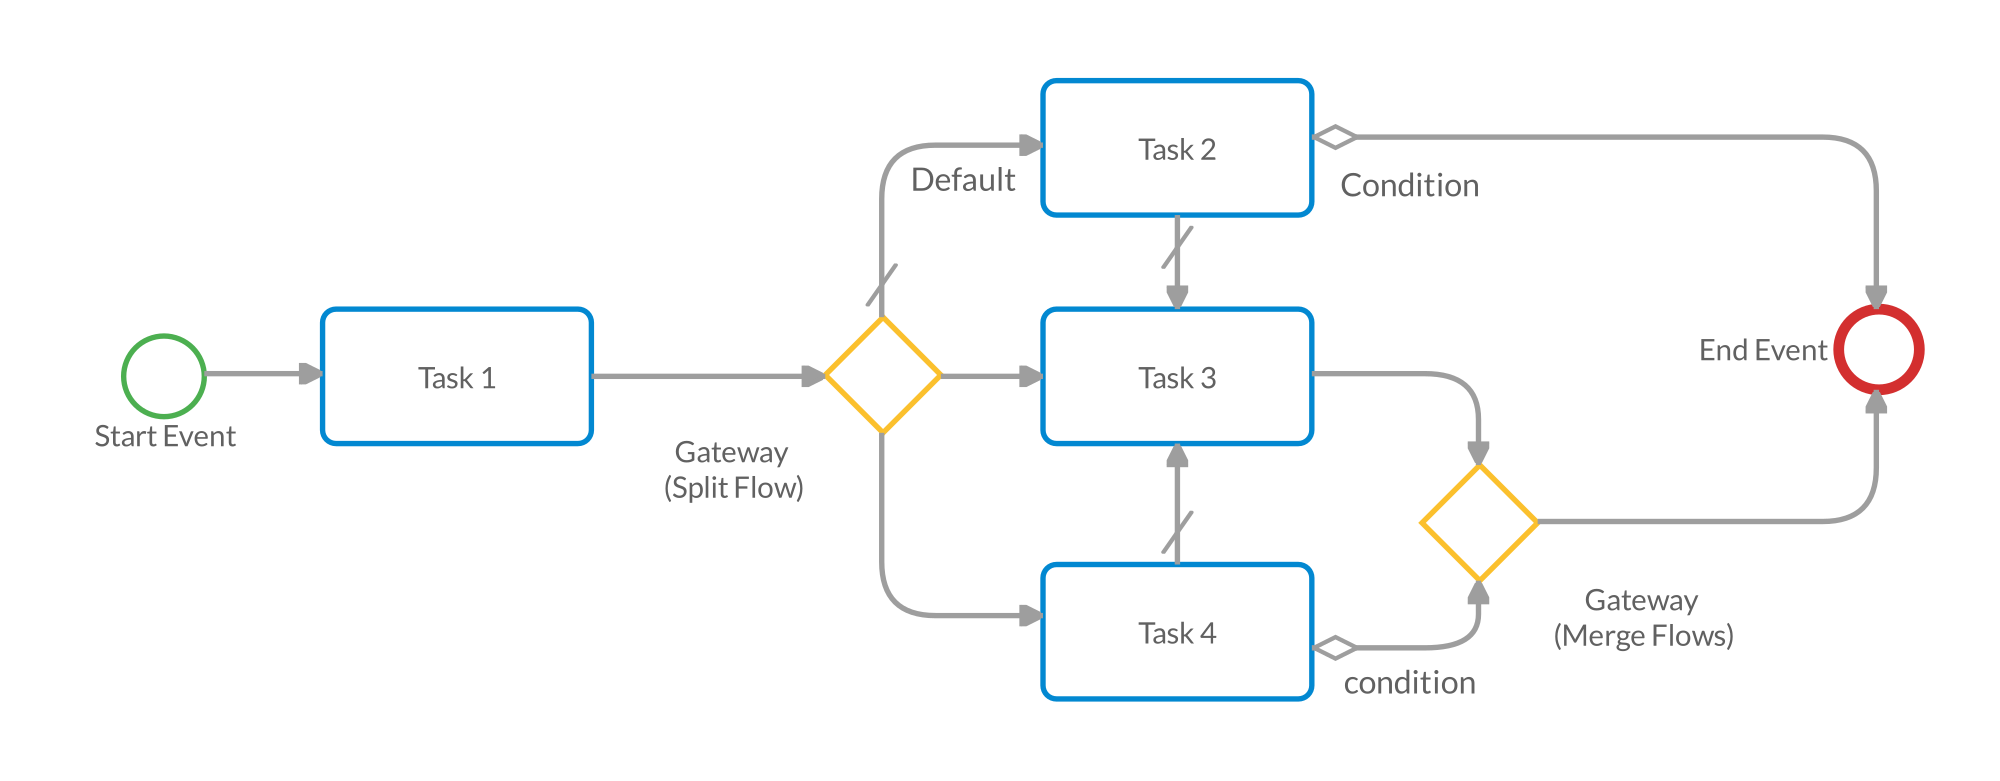 Start Event
Task 1
Gateway
(Split Flow)
Default
Task 2
Condition
Task 3
Task 4
condition
Gateway
(Merge Flows)
End Event